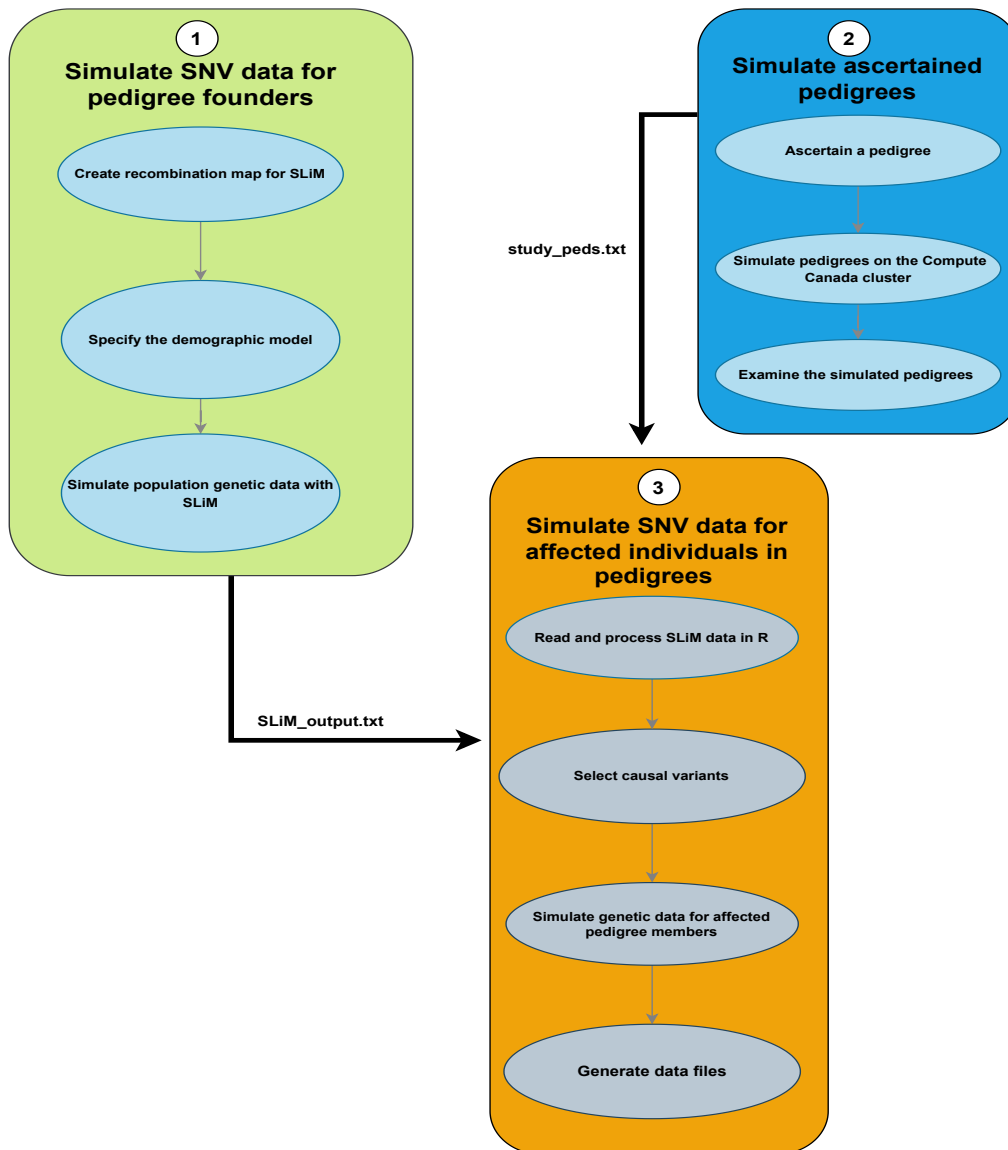 1
Simulate SNV data for
pedigree founders
Create recombination map for SLiM
Specify the demographic model
Simulate population genetic data with
SLiM
SLiM_output.txt
2
Simulate ascertained
pedigrees
Ascertain a pedigree
Simulate pedigrees on the Compute
Canada cluster
Examine the simulated pedigrees
study_peds.txt
3
Simulate SNV data for
affected individuals in
pedigrees
Read and process SLiM data in R
Select causal variants
Simulate genetic data for affected
pedigree members
Generate data files